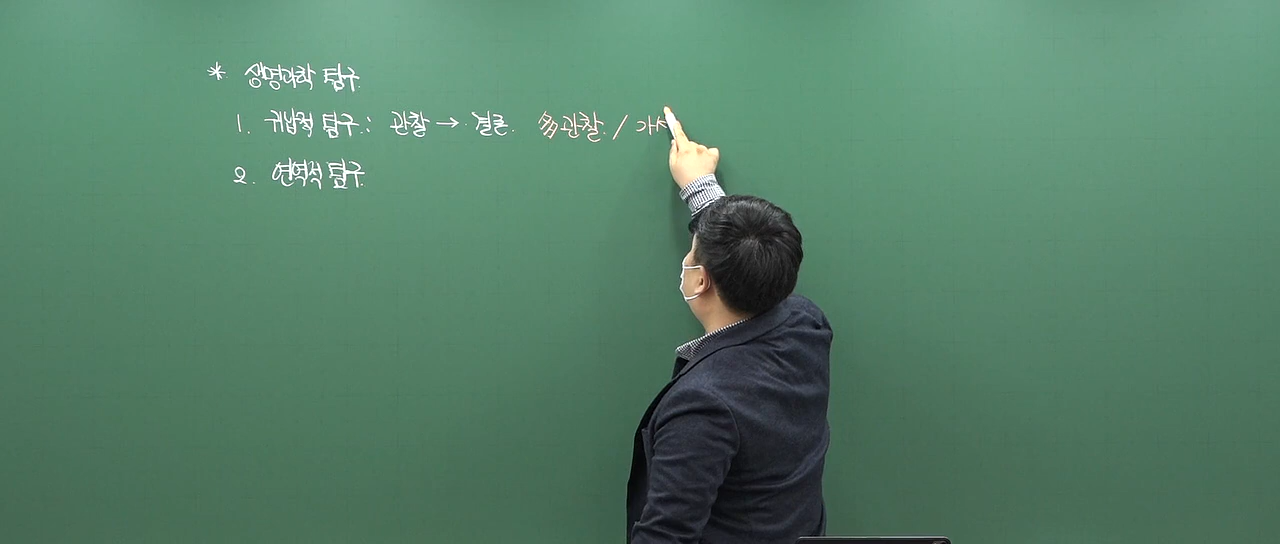 * 생명과학 탐구.
1. 귀납적 탐구: 관찰 → 결론. 多관찰. / 가
2. 연역적 탐구.